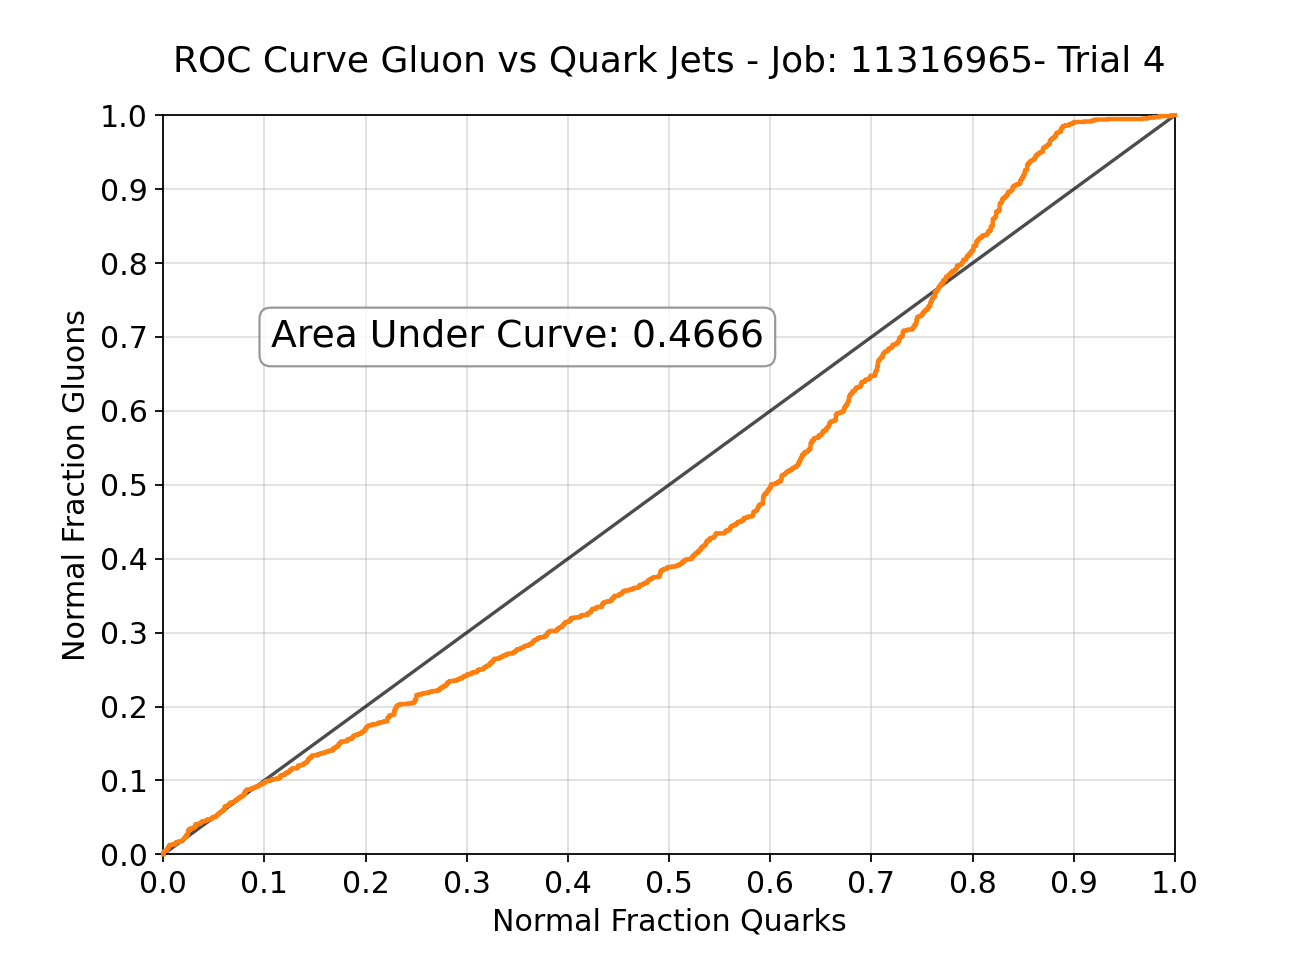 ROC Curve Gluon vs Quark Jets - Job: 11316965- Trial 4
1.0
0.9
0.8
0.7
0.6
0.5
0.4
0.3
0.2
0.1
0.0
Normal Fraction Gluons
Area Under Curve: 0.4666
0.0 0.1 0.2 0.3 0.4 0.5 0.6 0.7 0.8 0.9 1.0
Normal Fraction Quarks